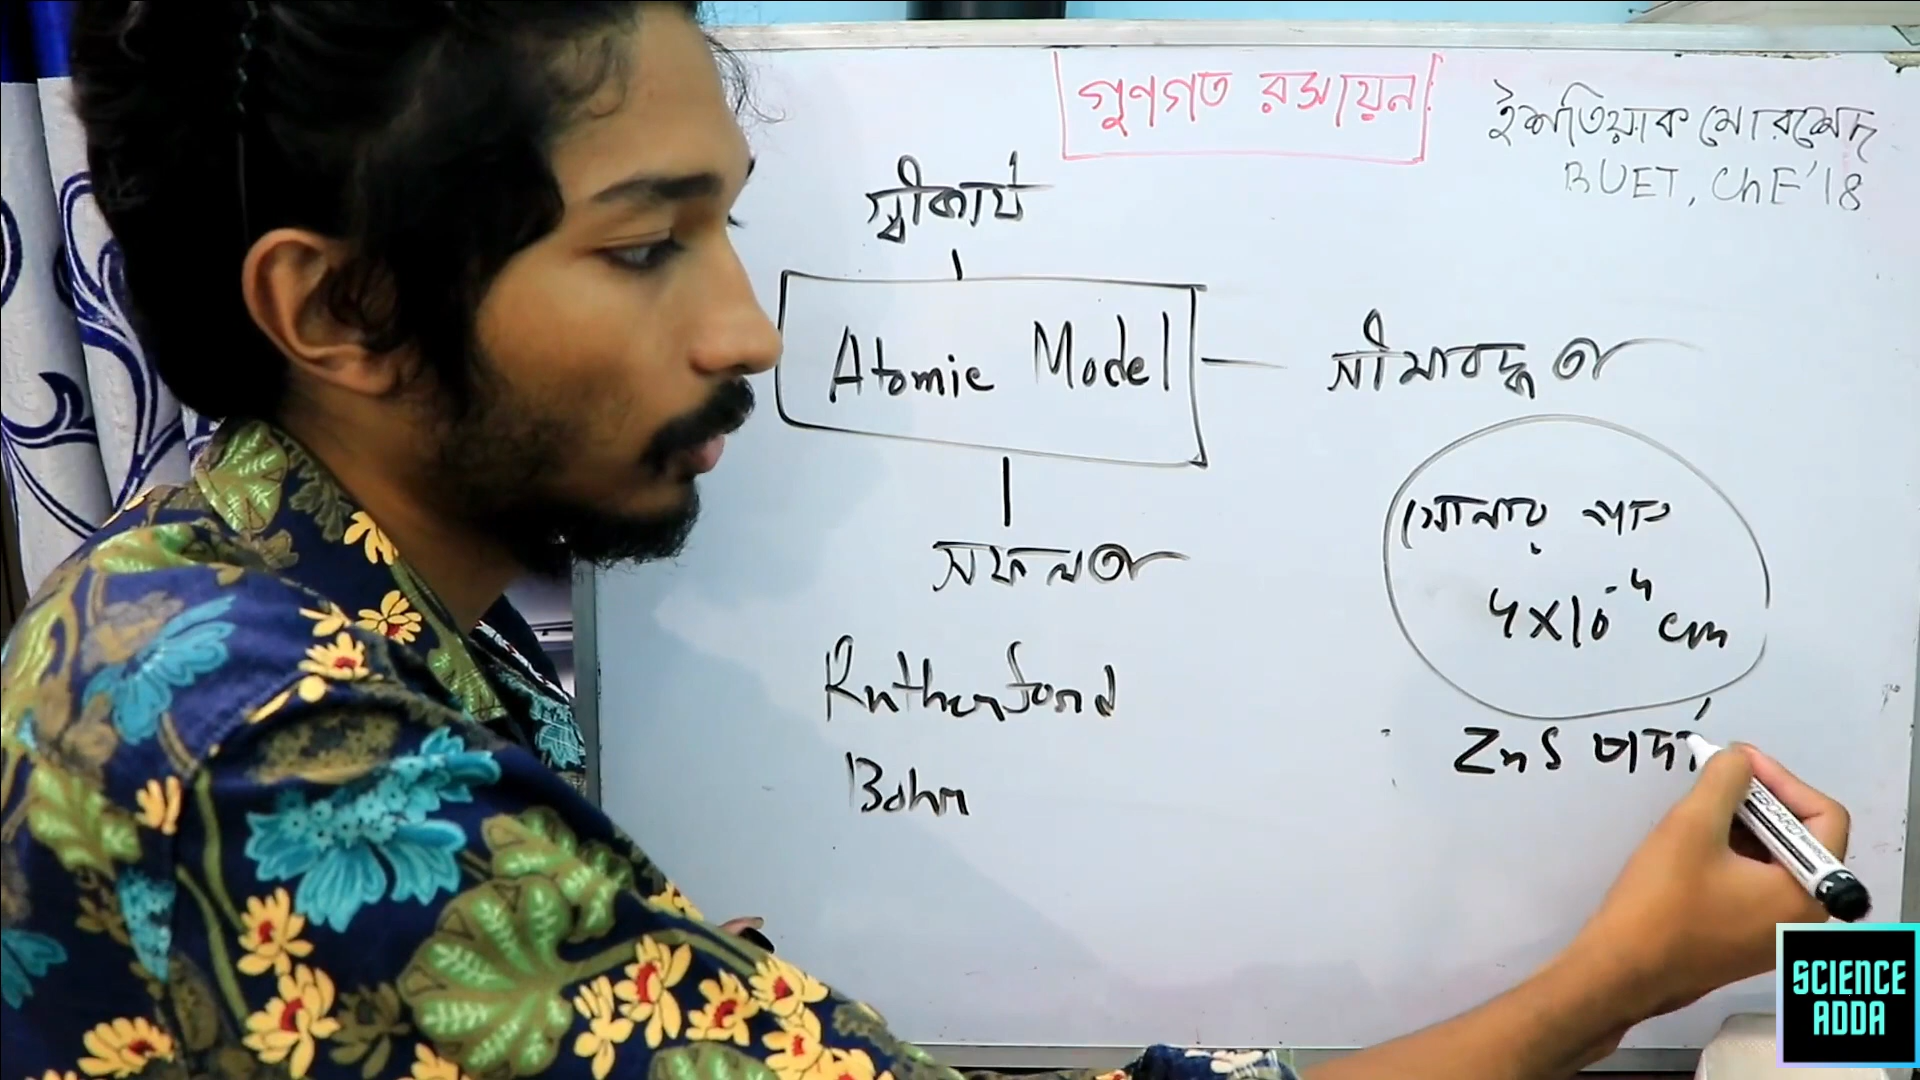 গুণগত রসায়ন
ইশতিয়াক মোরশেদ
BUET, ChE'18
স্বীকার্য
Atomic Model
সীমাবদ্ধতা
সফলতা
সোনার পাত
4×10⁻⁴ cm
Rutherford
ZnS পর্দা
Bohr
SCIENCE
ADDA